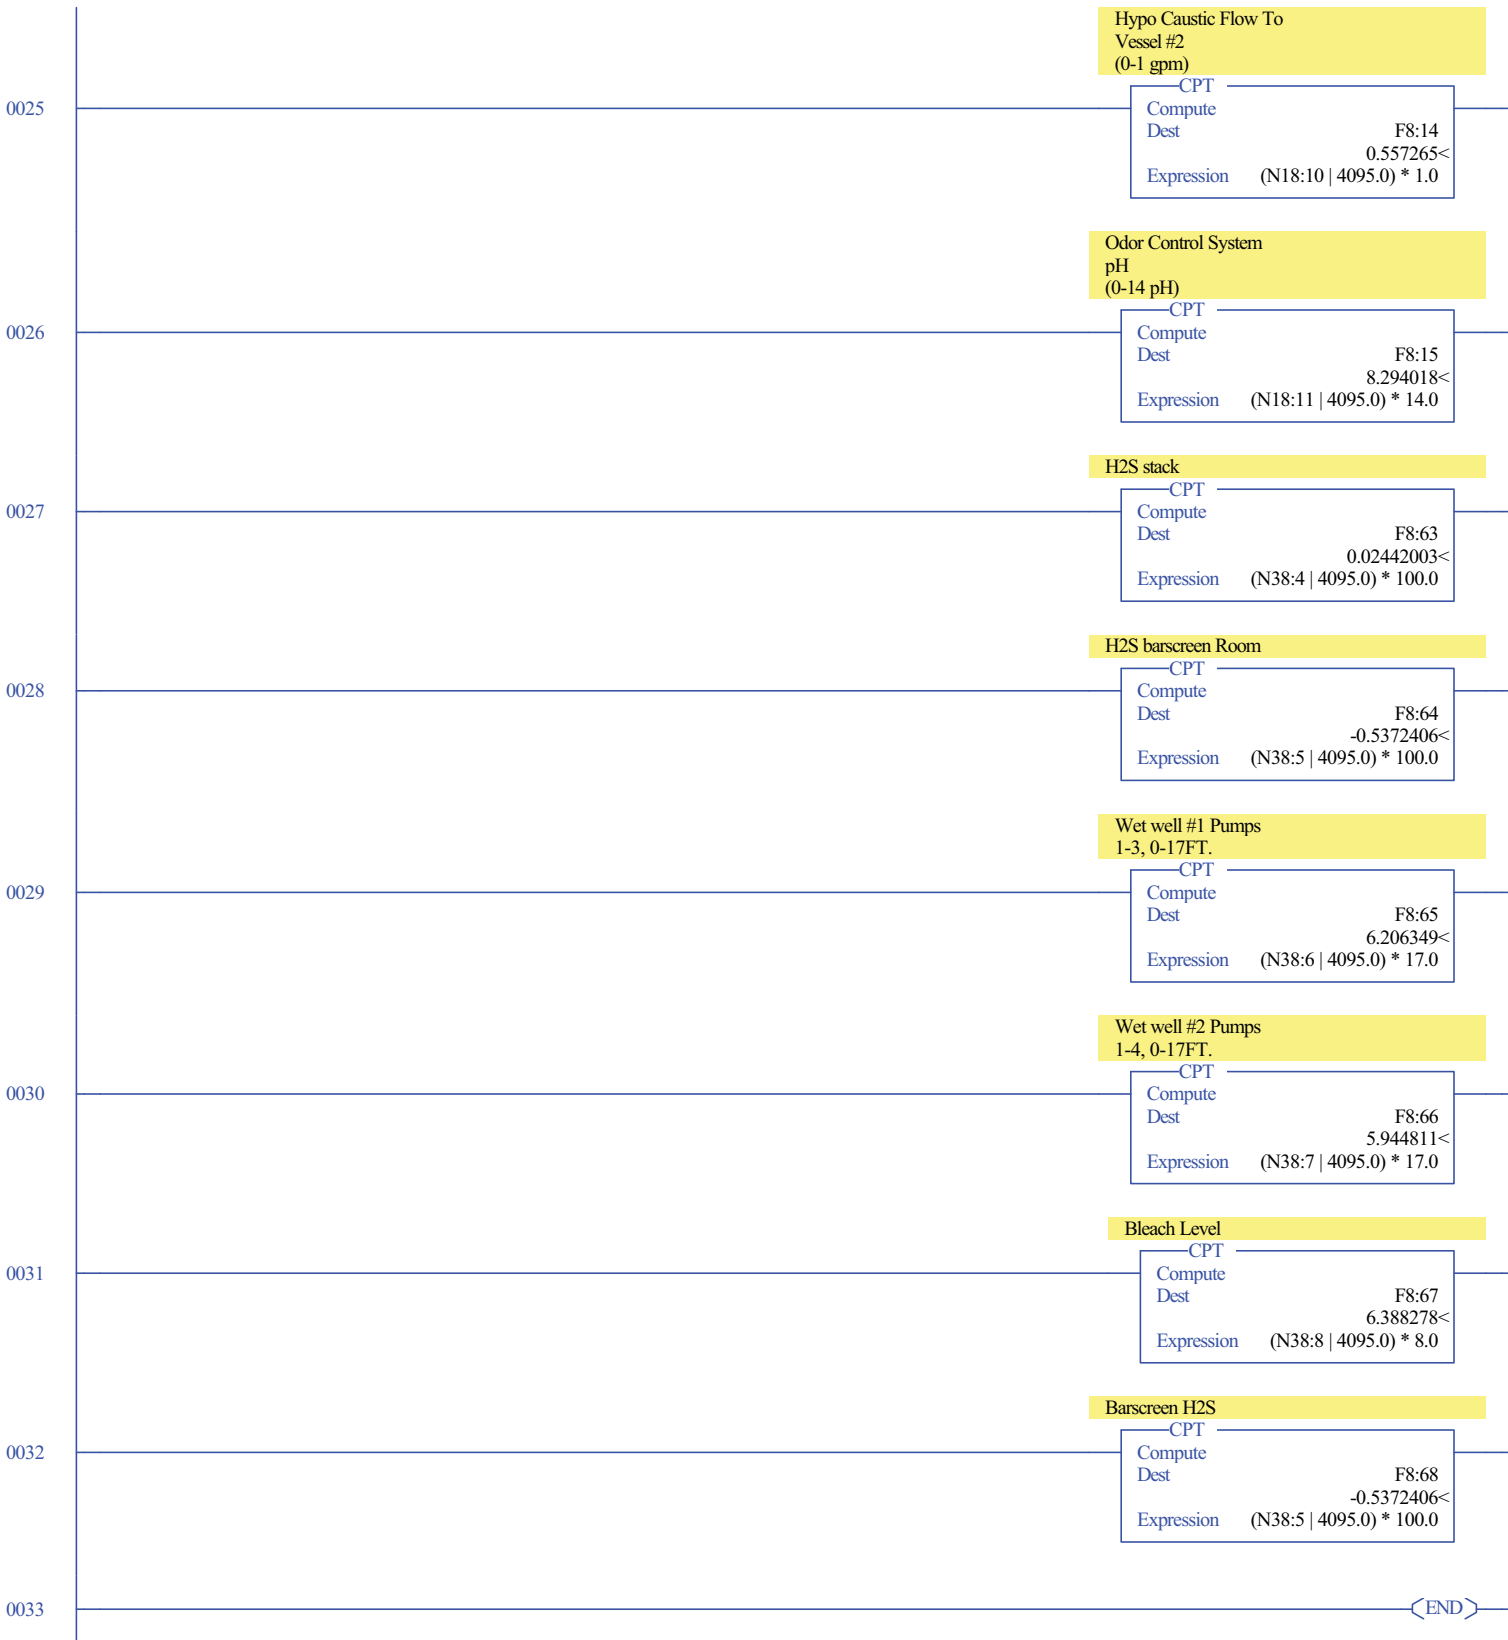 Hypo Caustic Flow To
Vessel #2
(0-1 gpm)
CPT
0025
Compute
Dest F8:14
0.557265<
Expression (N18:10 | 4095.0) * 1.0
Odor Control System
pH
(0-14 pH)
CPT
0026
Compute
Dest F8:15
8.294018<
Expression (N18:11 | 4095.0) * 14.0
H2S stack
CPT
0027
Compute
Dest F8:63
0.02442003<
Expression (N38:4 | 4095.0) * 100.0
H2S barscreen Room
CPT
0028
Compute
Dest F8:64
-0.5372406<
Expression (N38:5 | 4095.0) * 100.0
Wet well #1 Pumps
1-3, 0-17FT.
CPT
0029
Compute
Dest F8:65
6.206349<
Expression (N38:6 | 4095.0) * 17.0
Wet well #2 Pumps
1-4, 0-17FT.
CPT
0030
Compute
Dest F8:66
5.944811<
Expression (N38:7 | 4095.0) * 17.0
Bleach Level
CPT
0031
Compute
Dest F8:67
6.388278<
Expression (N38:8 | 4095.0) * 8.0
Barscreen H2S
CPT
0032
Compute
Dest F8:68
-0.5372406<
Expression (N38:5 | 4095.0) * 100.0
0033 END